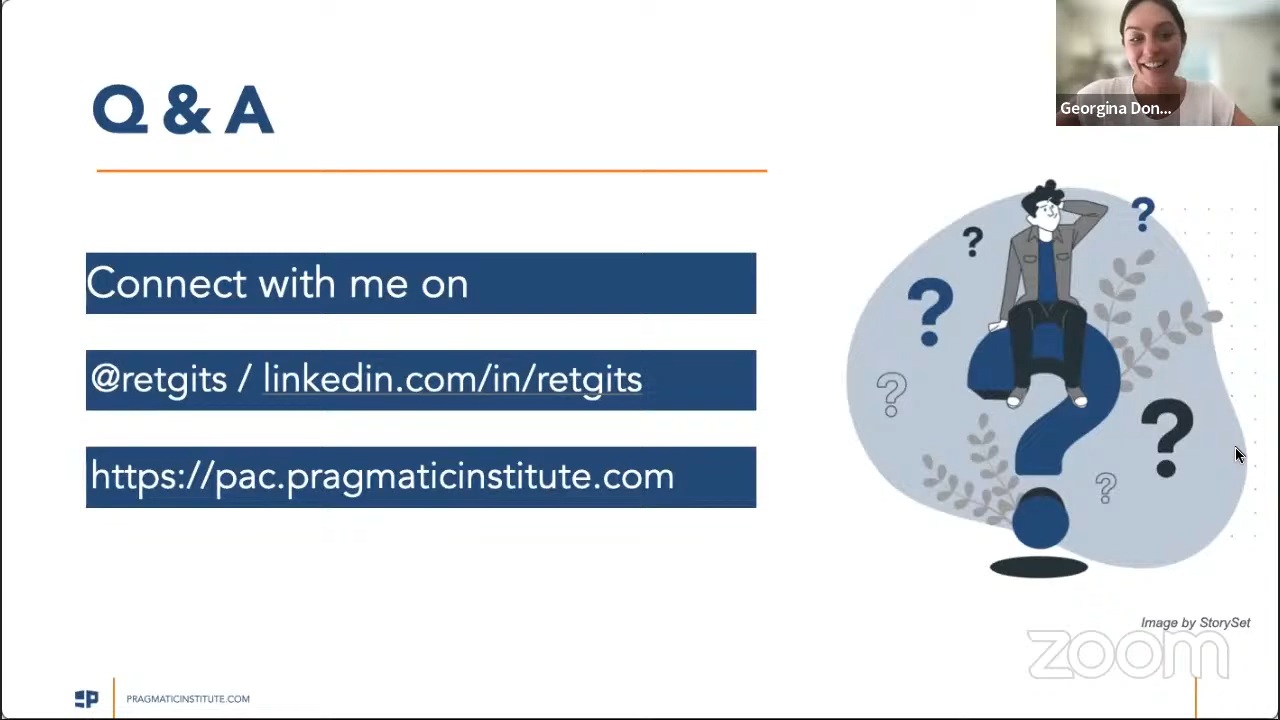 Q & A
Georgina Don...
Connect with me on
@retgits / linkedin.com/in/retgits
https://pac.pragmaticinstitute.com
? ? ? ? ? ? ?
Image by StorySet
zoom
PRAGMATICINSTITUTE.COM